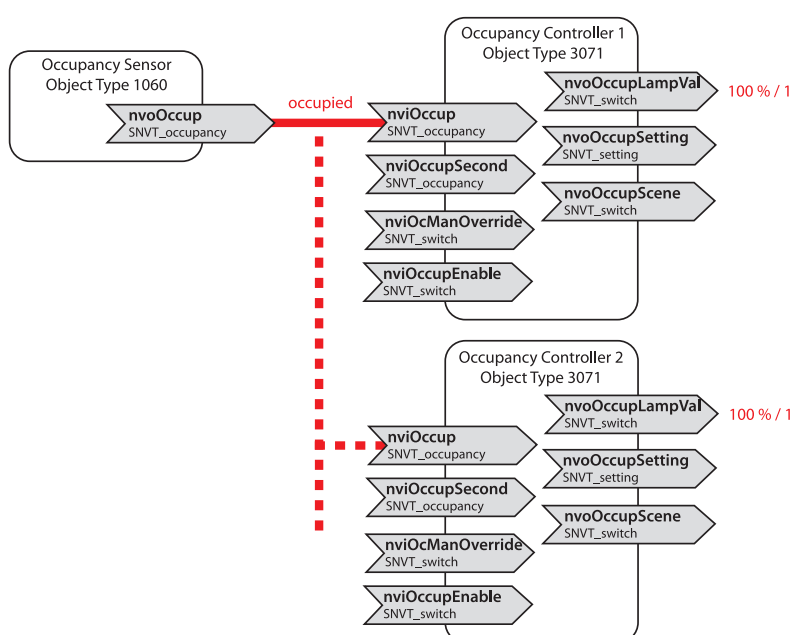 Occupancy Sensor
Object Type 1060
nvoOccup
SNVT_occupancy
occupied
Occupancy Controller 1
Object Type 3071
nviOccup
SNVT_occupancy
nviOccupSecond
SNVT_occupancy
nviOcManOverride
SNVT_switch
nviOccupEnable
SNVT_switch
nvoOccupLampVal
SNVT_switch
100 % / 1
nvoOccupSetting
SNVT_setting
nvoOccupScene
SNVT_switch
Occupancy Controller 2
Object Type 3071
nviOccup
SNVT_occupancy
nviOccupSecond
SNVT_occupancy
nviOcManOverride
SNVT_switch
nviOccupEnable
SNVT_switch
nvoOccupLampVal
SNVT_switch
100 % / 1
nvoOccupSetting
SNVT_setting
nvoOccupScene
SNVT_switch